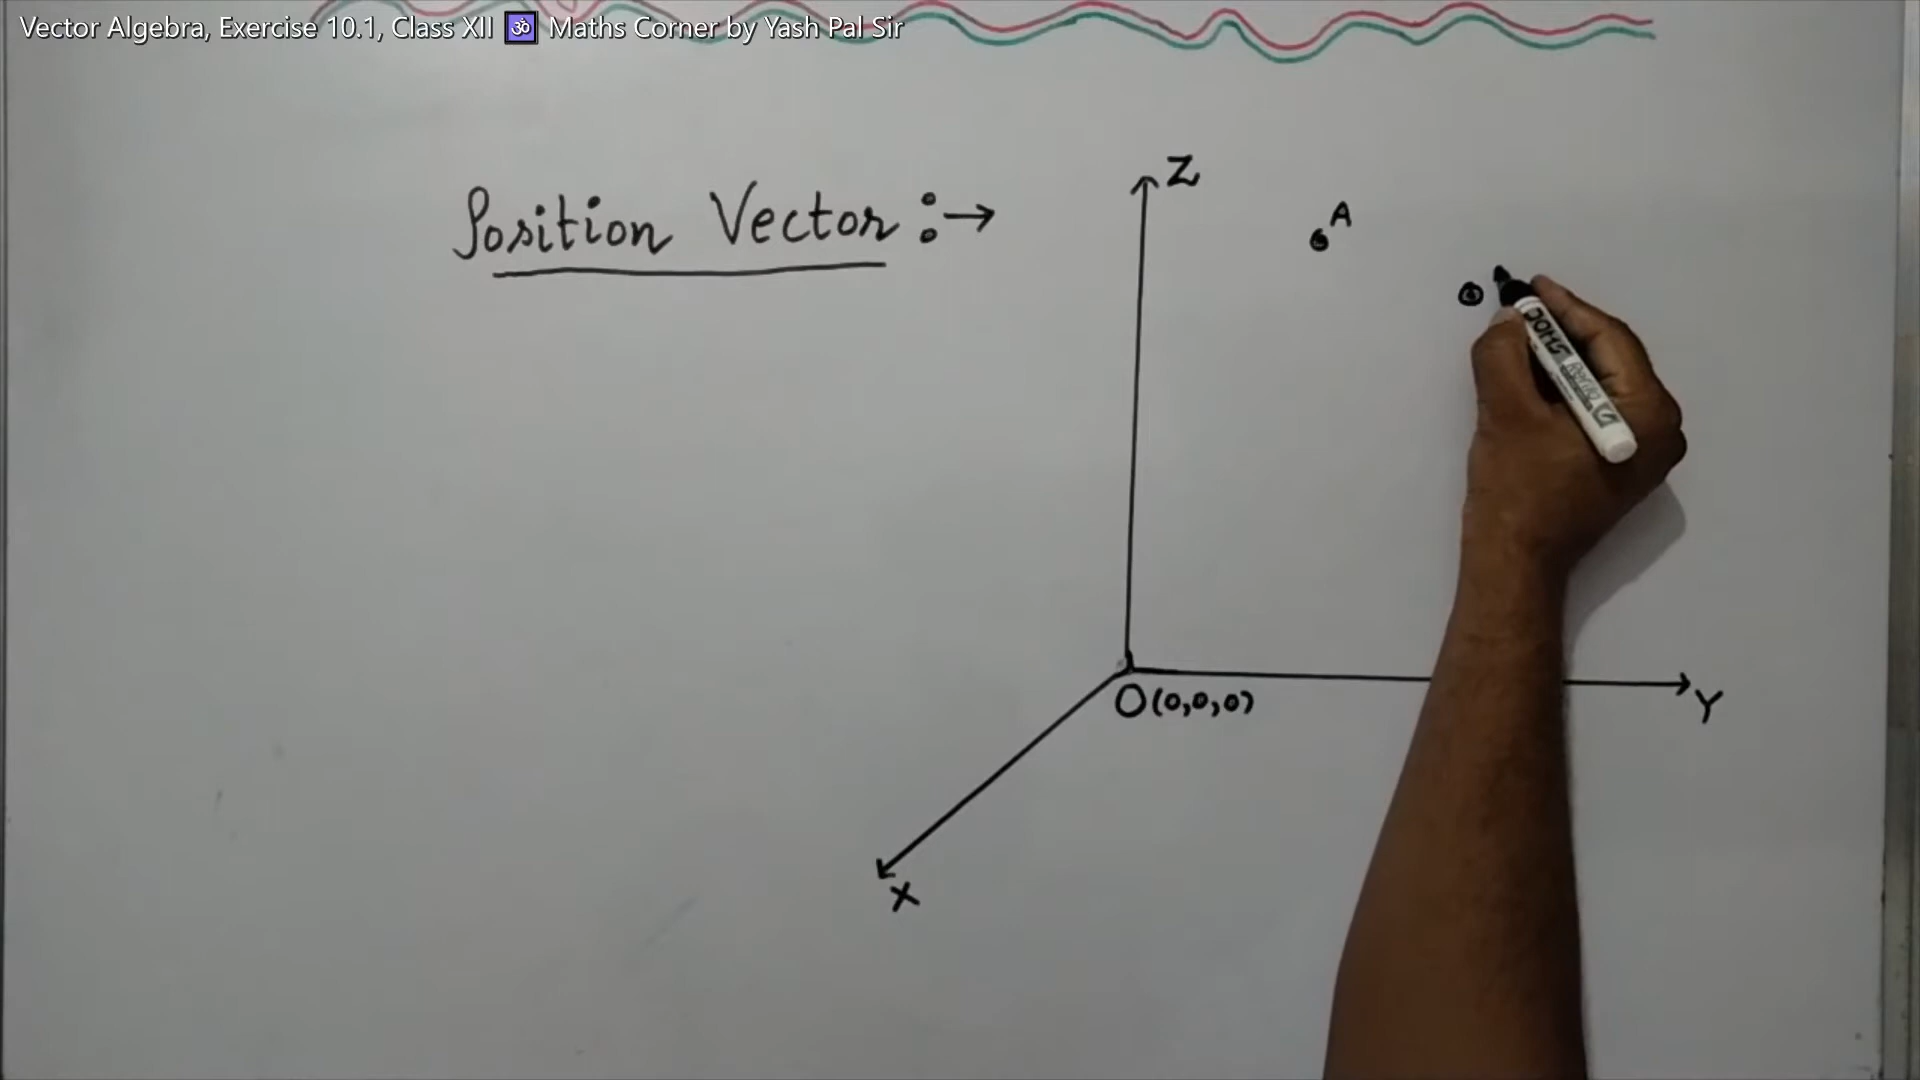 Vector Algebra, Exercise 10.1, Class XII 🕉 Maths Corner by Yash Pal Sir
Z
Position Vector :→
A
O(0,0,0)
Y
X